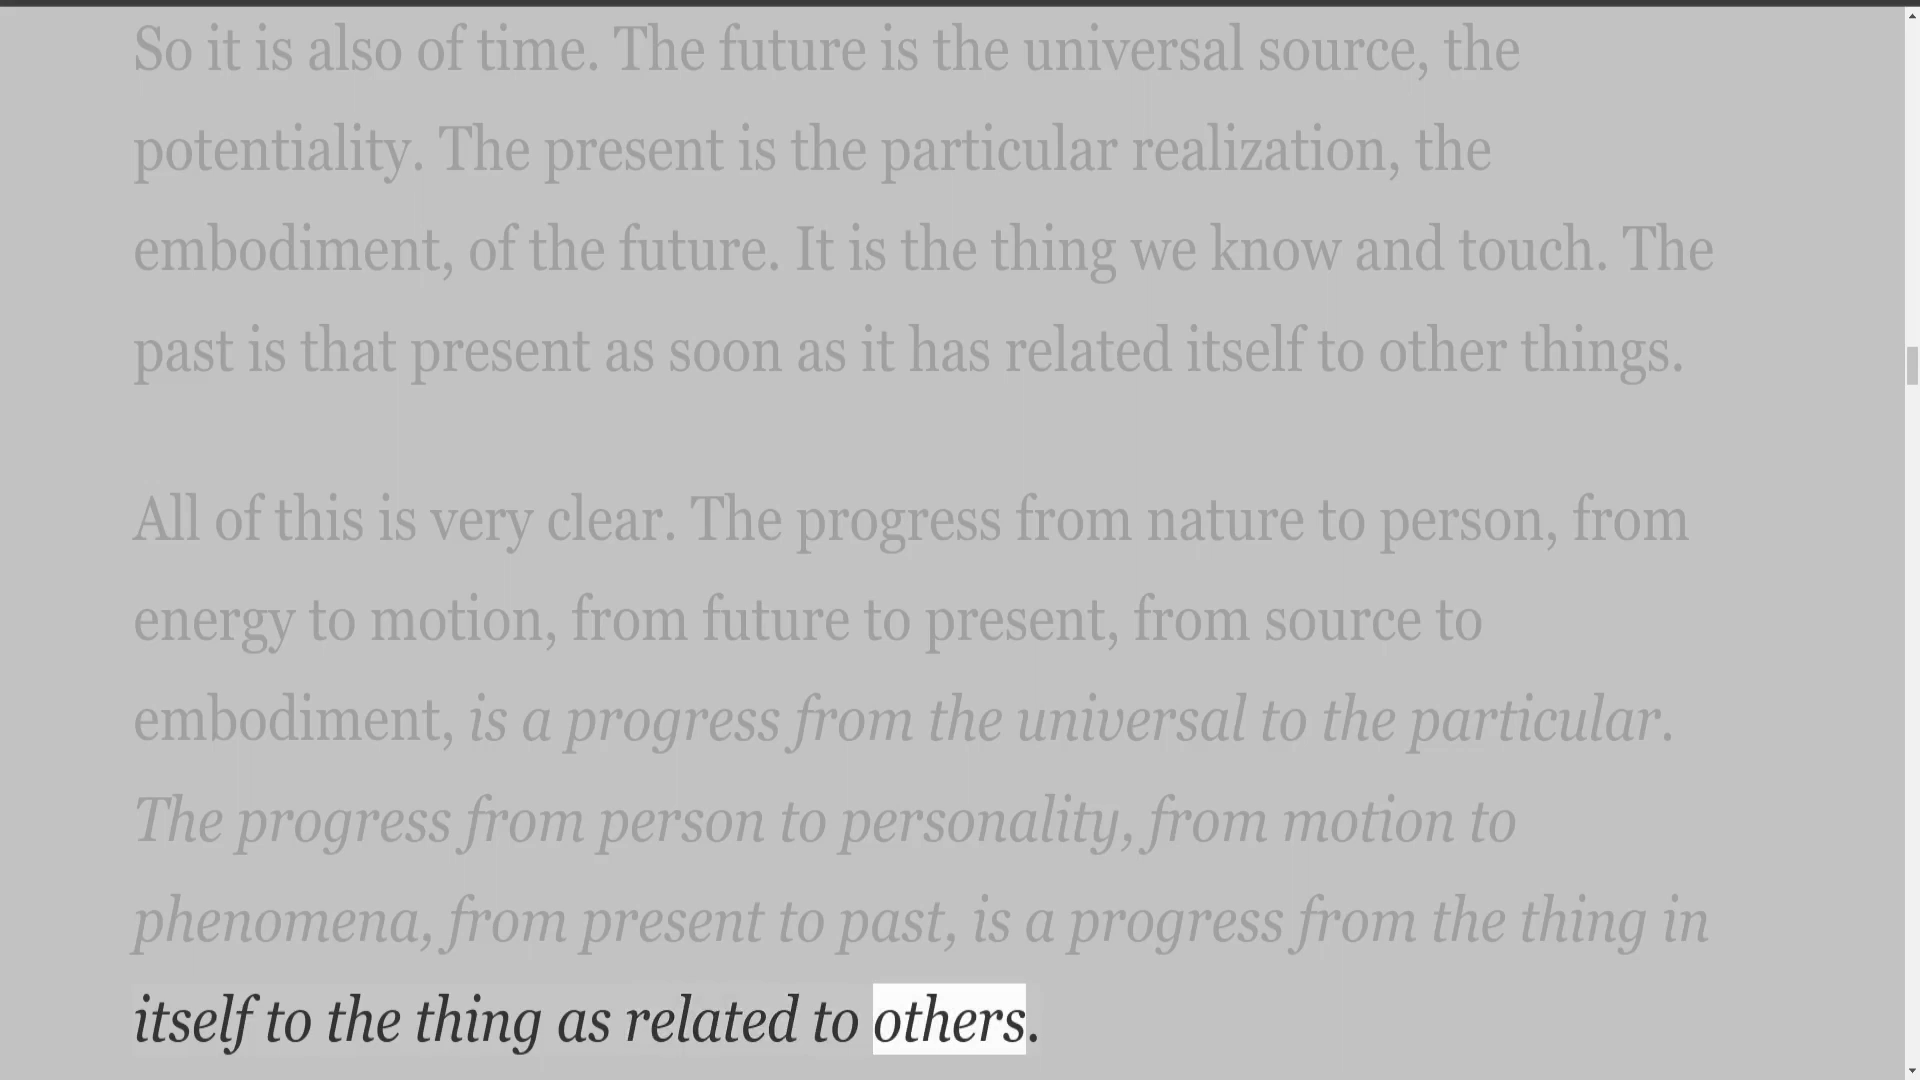 So it is also of time. The future is the universal source, the
potentiality. The present is the particular realization, the
embodiment, of the future. It is the thing we know and touch. The
past is that present as soon as it has related itself to other things.
All of this is very clear. The progress from nature to person, from
energy to motion, from future to present, from source to
embodiment, is a progress from the universal to the particular.
The progress from person to personality, from motion to
phenomena, from present to past, is a progress from the thing in
itself to the thing as related to others.